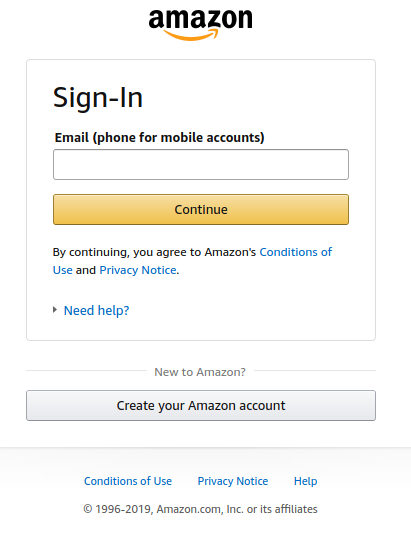 amazon
Sign-In
Email (phone for mobile accounts)
Continue
By continuing, you agree to Amazon's Conditions of
Use and Privacy Notice.
Need help?
New to Amazon?
Create your Amazon account
Conditions of Use Privacy Notice Help
© 1996-2019, Amazon.com, Inc. or its affiliates